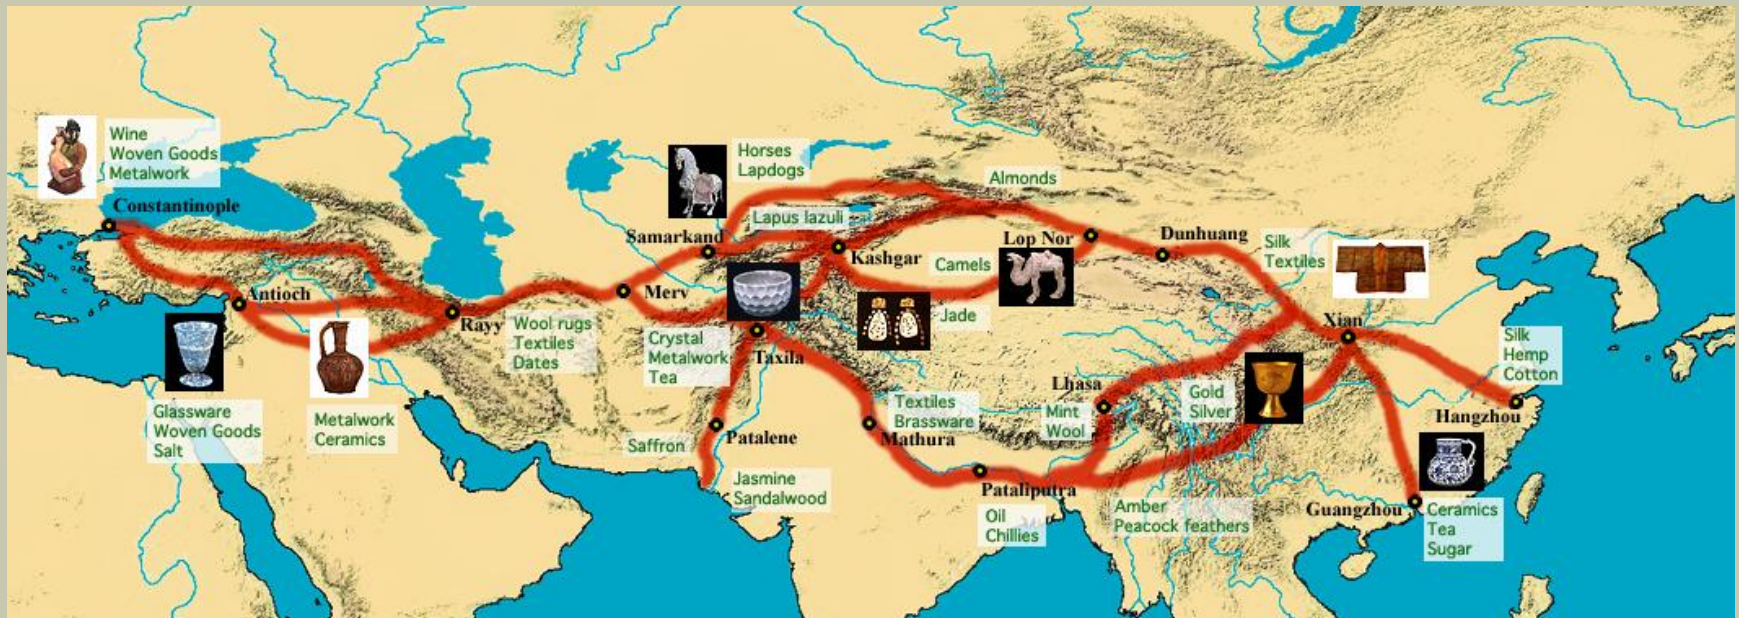 Wine
Woven Goods
Metalwork
Constantinople
Antioch
Glassware
Woven Goods
Salt
Metalwork
Ceramics
Rayy
Wool rugs
Textiles
Dates
Merv
Samarkand
Horses
Lapdogs
Lapus lazuli
Kashgar
Crystal
Metalwork
Tea
Taxila
Patalene
Saffron
Jasmine
Sandalwood
Textiles
Brassware
Mathura
Pataliputra
Oil
Chillies
Almonds
Camels
Jade
Lop Nor
Dunhuang
Lhasa
Mint
Wool
Gold
Silver
Amber
Peacock feathers
Silk
Textiles
Xian
Silk
Hemp
Cotton
Hangzhou
Guangzhou
Ceramics
Tea
Sugar